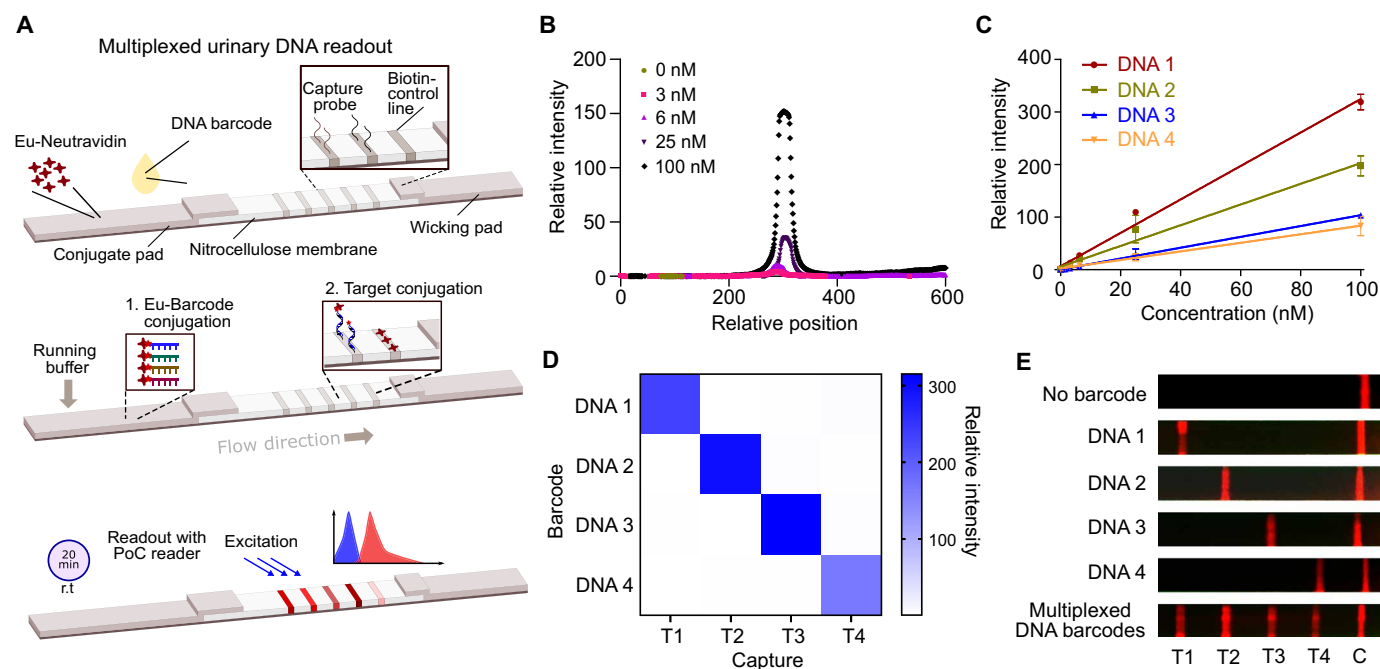 A
Multiplexed urinary DNA readout
Capture
probe
Biotin-
control
line
DNA barcode
Eu-Neutravidin
Conjugate pad
Nitrocellulose membrane
Wicking pad
1. Eu-Barcode
conjugation
2. Target conjugation
Running
buffer
Flow direction
20
min
r.t
Readout with
PoC reader
Excitation
B
Relative intensity
200
150
100
50
0
0 nM
3 nM
6 nM
25 nM
100 nM
0 200 400 600
Relative position
C
Relative intensity
400
300
200
100
0
DNA 1
DNA 2
DNA 3
DNA 4
0 20 40 60 80 100
Concentration (nM)
D
Barcode
DNA 1
DNA 2
DNA 3
DNA 4
T1 T2 T3 T4
Capture
300
200
100
Relative intensity
E
No barcode
DNA 1
DNA 2
DNA 3
DNA 4
Multiplexed
DNA barcodes
T1 T2 T3 T4 C